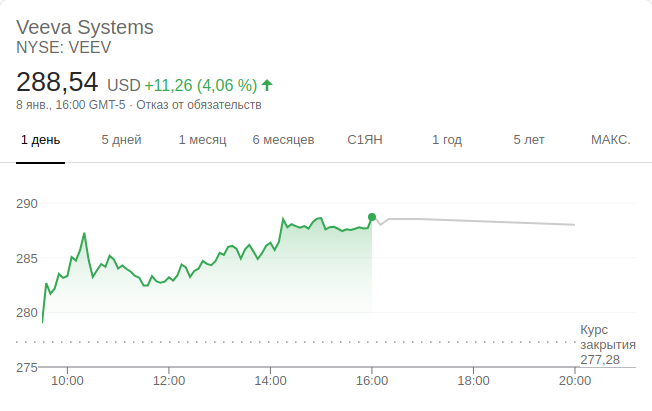 Veeva Systems
NYSE: VEEV
288,54 USD +11,26 (4,06 %)
8 янв., 16:00 GMT-5 · Отказ от обязательств
1 день 5 дней 1 месяц 6 месяцев С1ЯН 1 год 5 лет МАКС.
290
285
280
275
Курс
закрытия
277,28
10:00 12:00 14:00 16:00 18:00 20:00